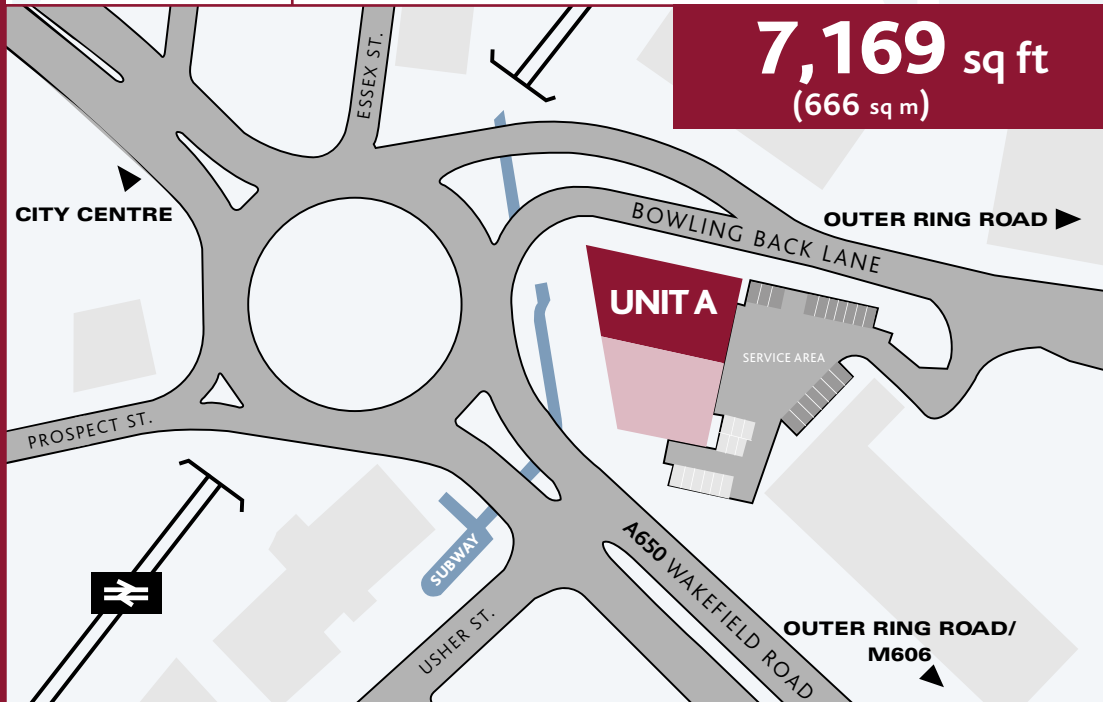 7,169 sq ft
(666 sq m)
ESSEX ST.
CITY CENTRE
BOWLING BACK LANE
OUTER RING ROAD
UNIT A
SERVICE AREA
PROSPECT ST.
SUBWAY
A650 WAKEFIELD ROAD
USHER ST.
OUTER RING ROAD/
M606